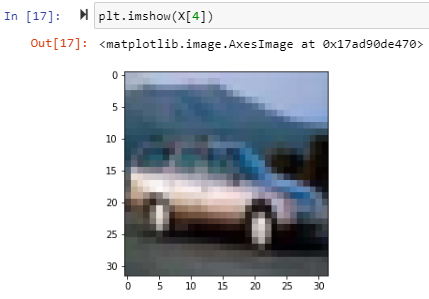 In [17]: plt.imshow(X[4])
Out[17]: <matplotlib.image.AxesImage at 0x17ad90de470>
0
5
10
15
20
25
30
0 5 10 15 20 25 30